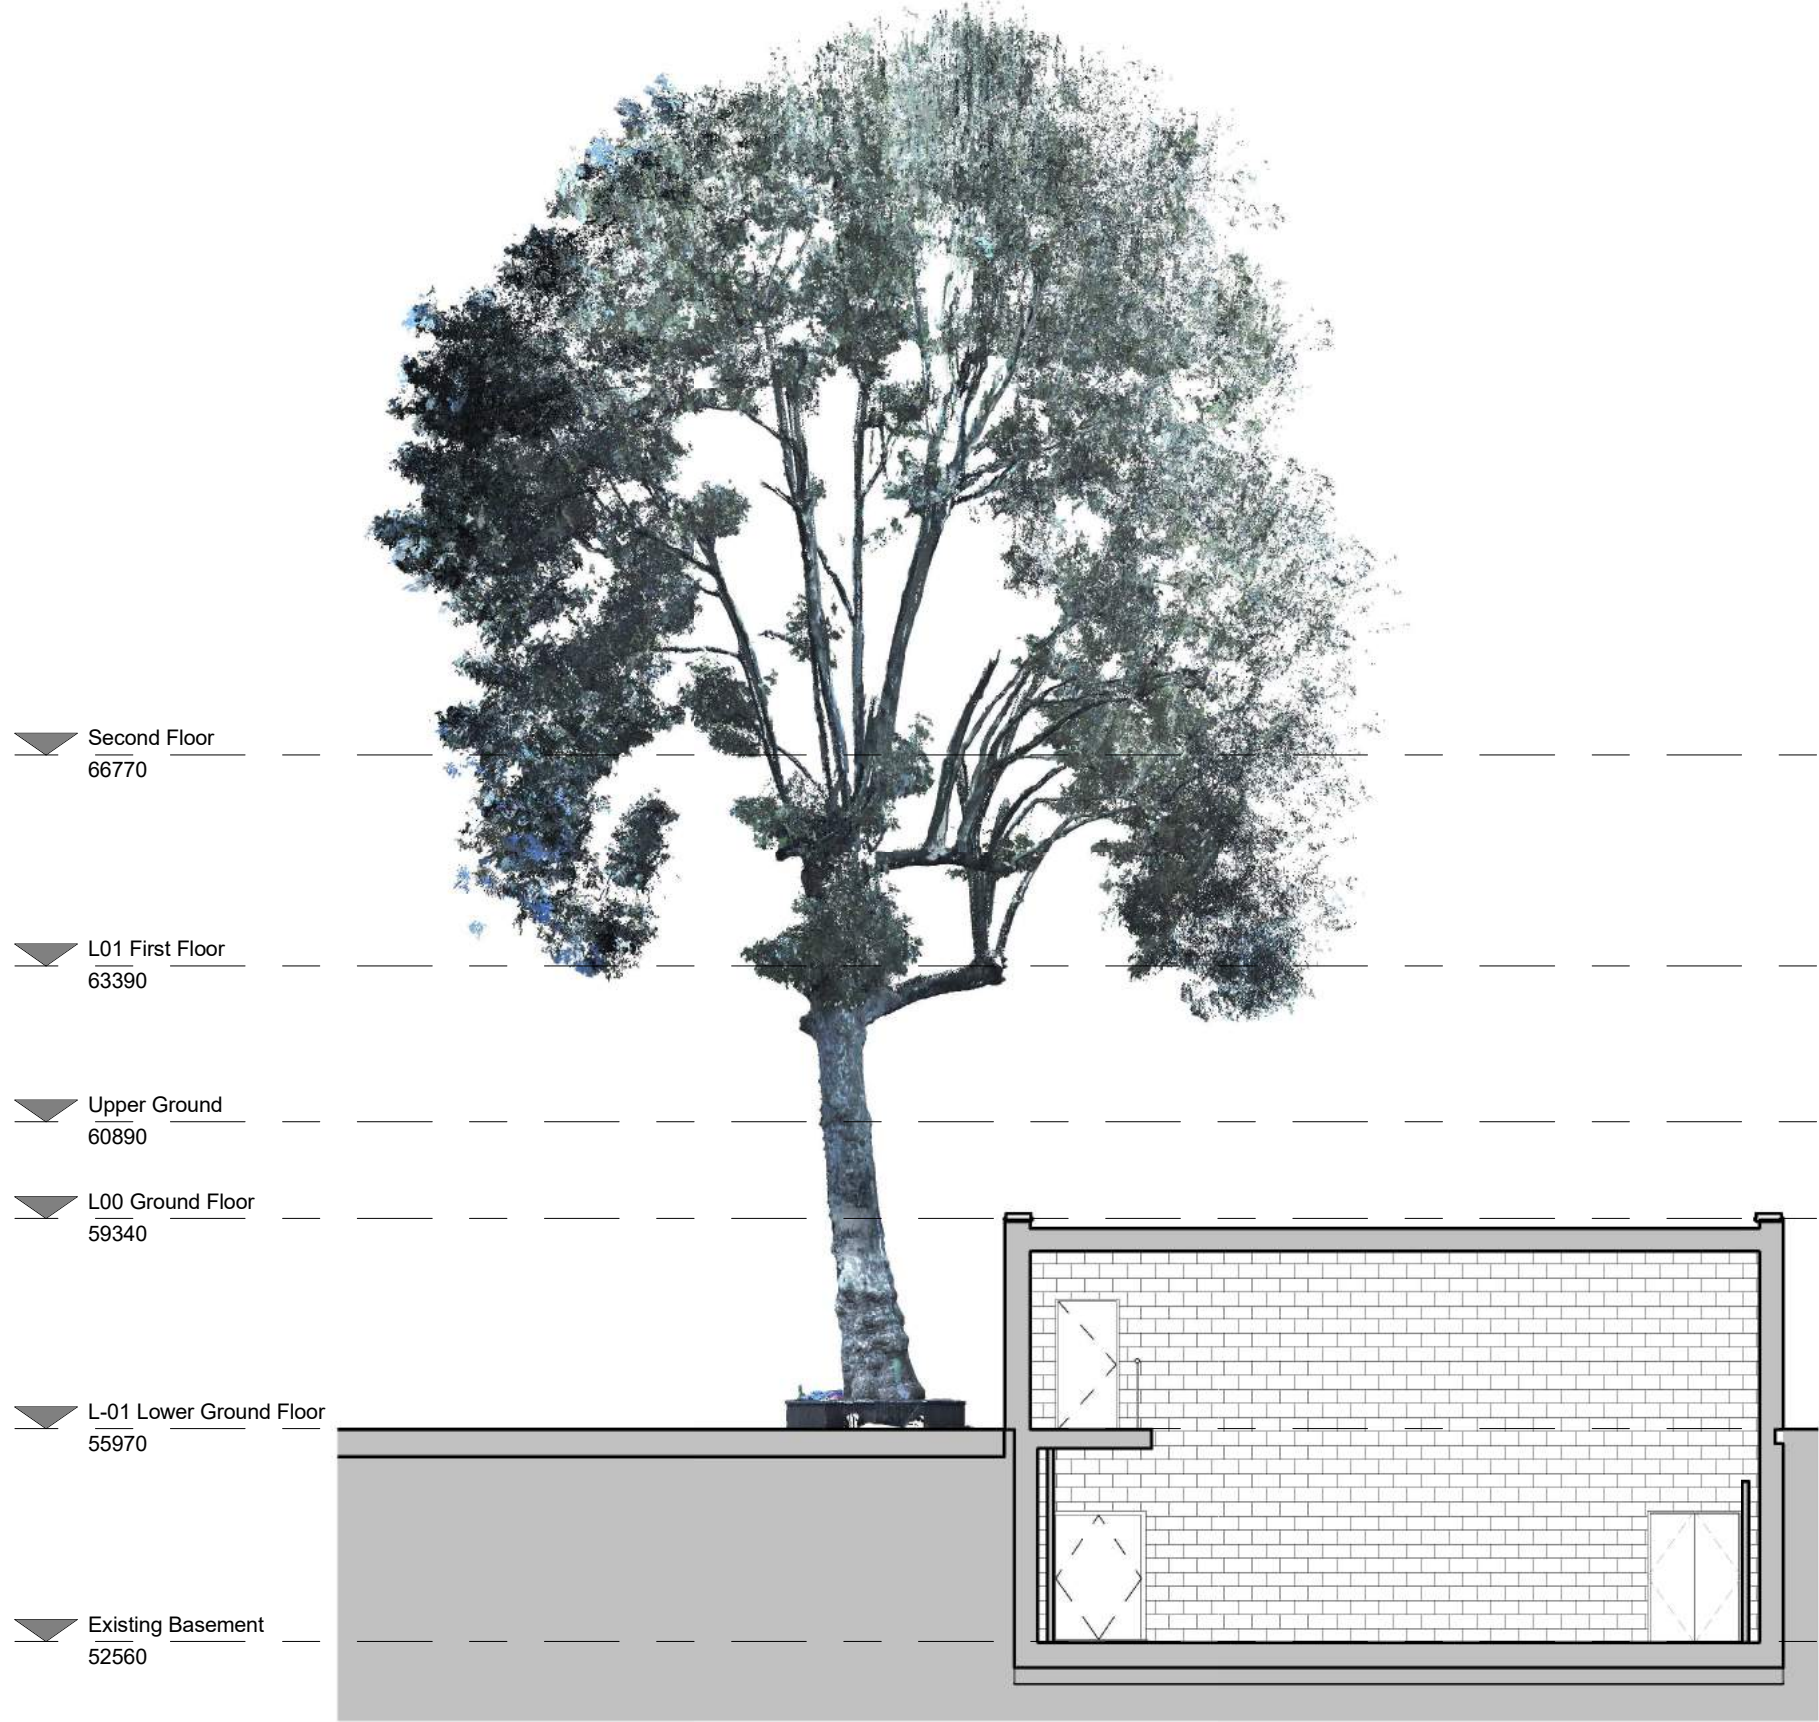 Second Floor
66770
L01 First Floor
63390
Upper Ground
60890
L00 Ground Floor
59340
L-01 Lower Ground Floor
55970
Existing Basement
52560